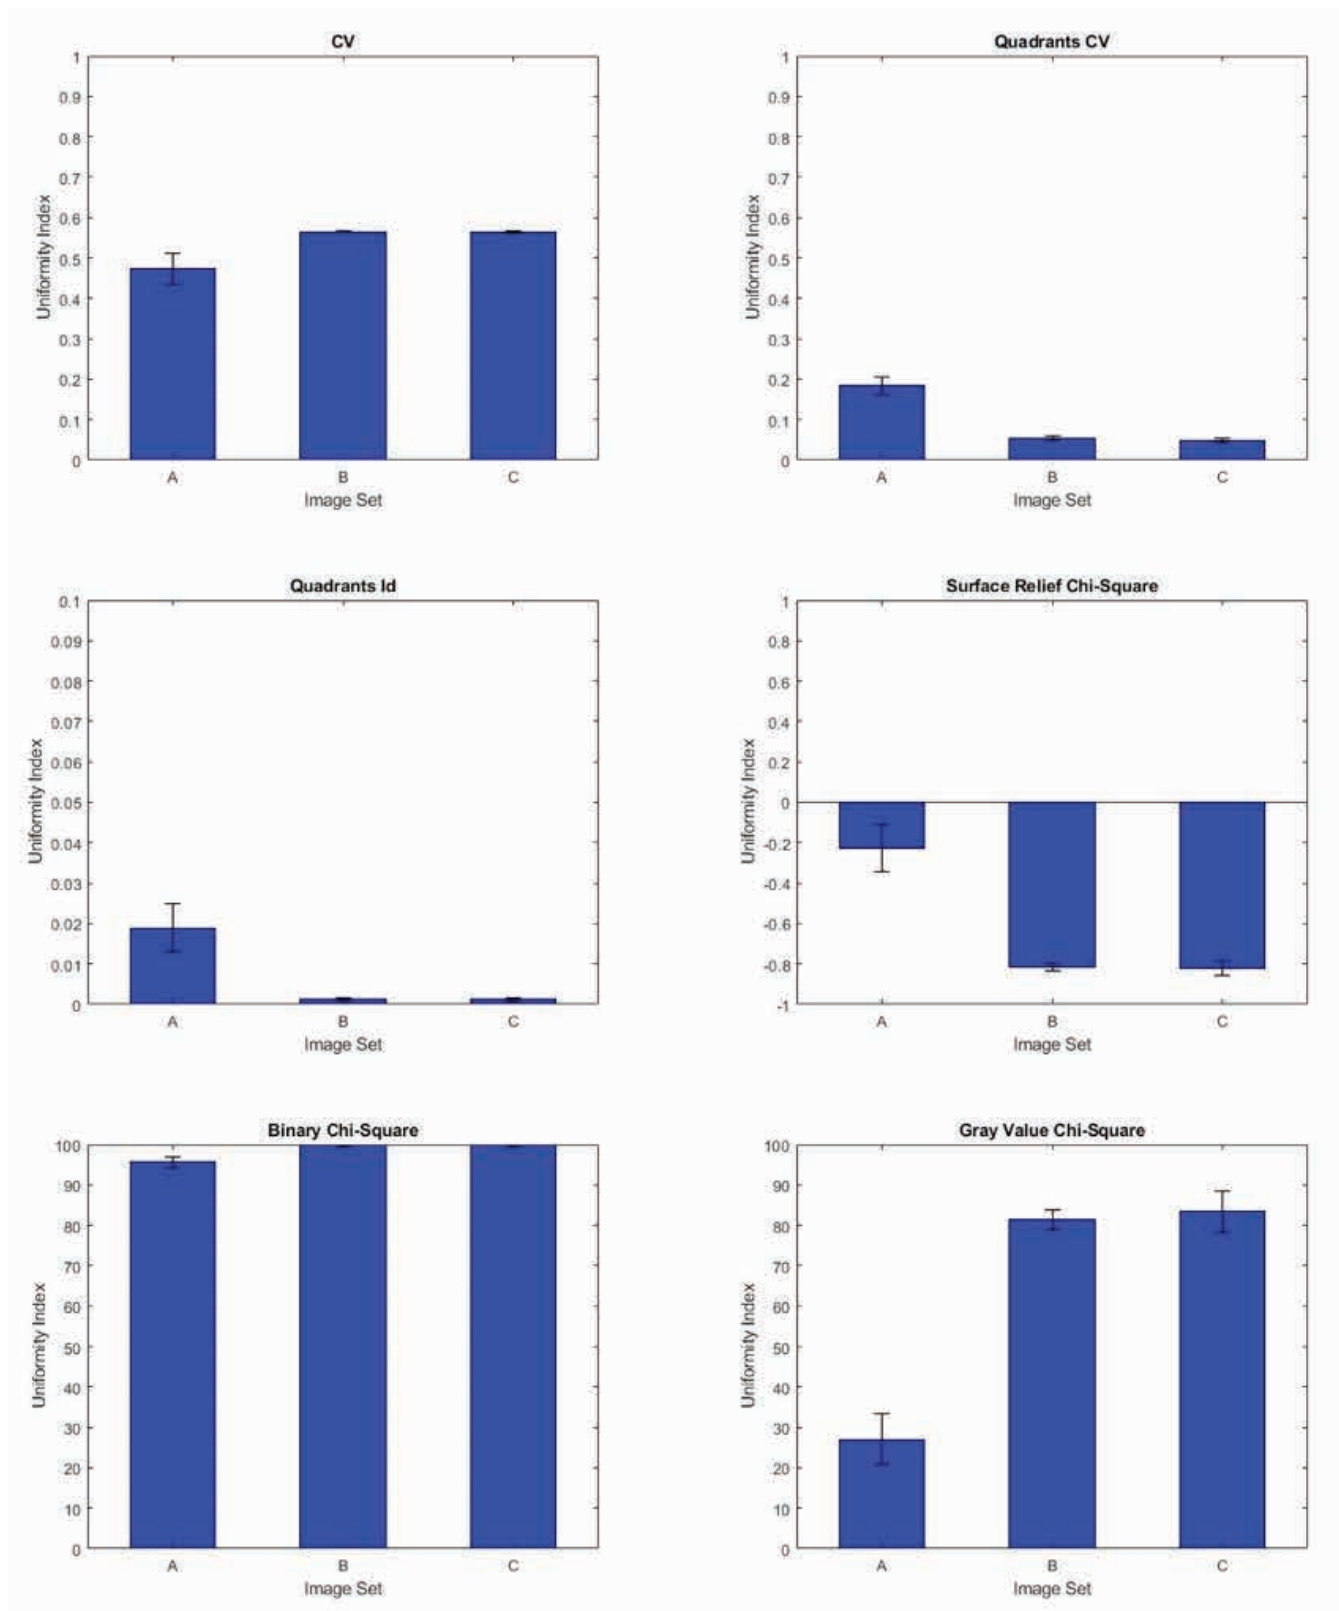 CV
1
0.9
0.8
0.7
0.6
0.5
0.4
0.3
0.2
0.1
0
Uniformity Index
A B C
Image Set
Quadrants CV
1
0.9
0.8
0.7
0.6
0.5
0.4
0.3
0.2
0.1
0
Uniformity Index
A B C
Image Set
Quadrants Id
0.1
0.09
0.08
0.07
0.06
0.05
0.04
0.03
0.02
0.01
0
Uniformity Index
A B C
Image Set
Surface Relief Chi-Square
1
0.8
0.6
0.4
0.2
0
-0.2
-0.4
-0.6
-0.8
-1
Uniformity Index
A B C
Image Set
Binary Chi-Square
100
90
80
70
60
50
40
30
20
10
0
Uniformity Index
A B C
Image Set
Gray Value Chi-Square
100
90
80
70
60
50
40
30
20
10
0
Uniformity Index
A B C
Image Set